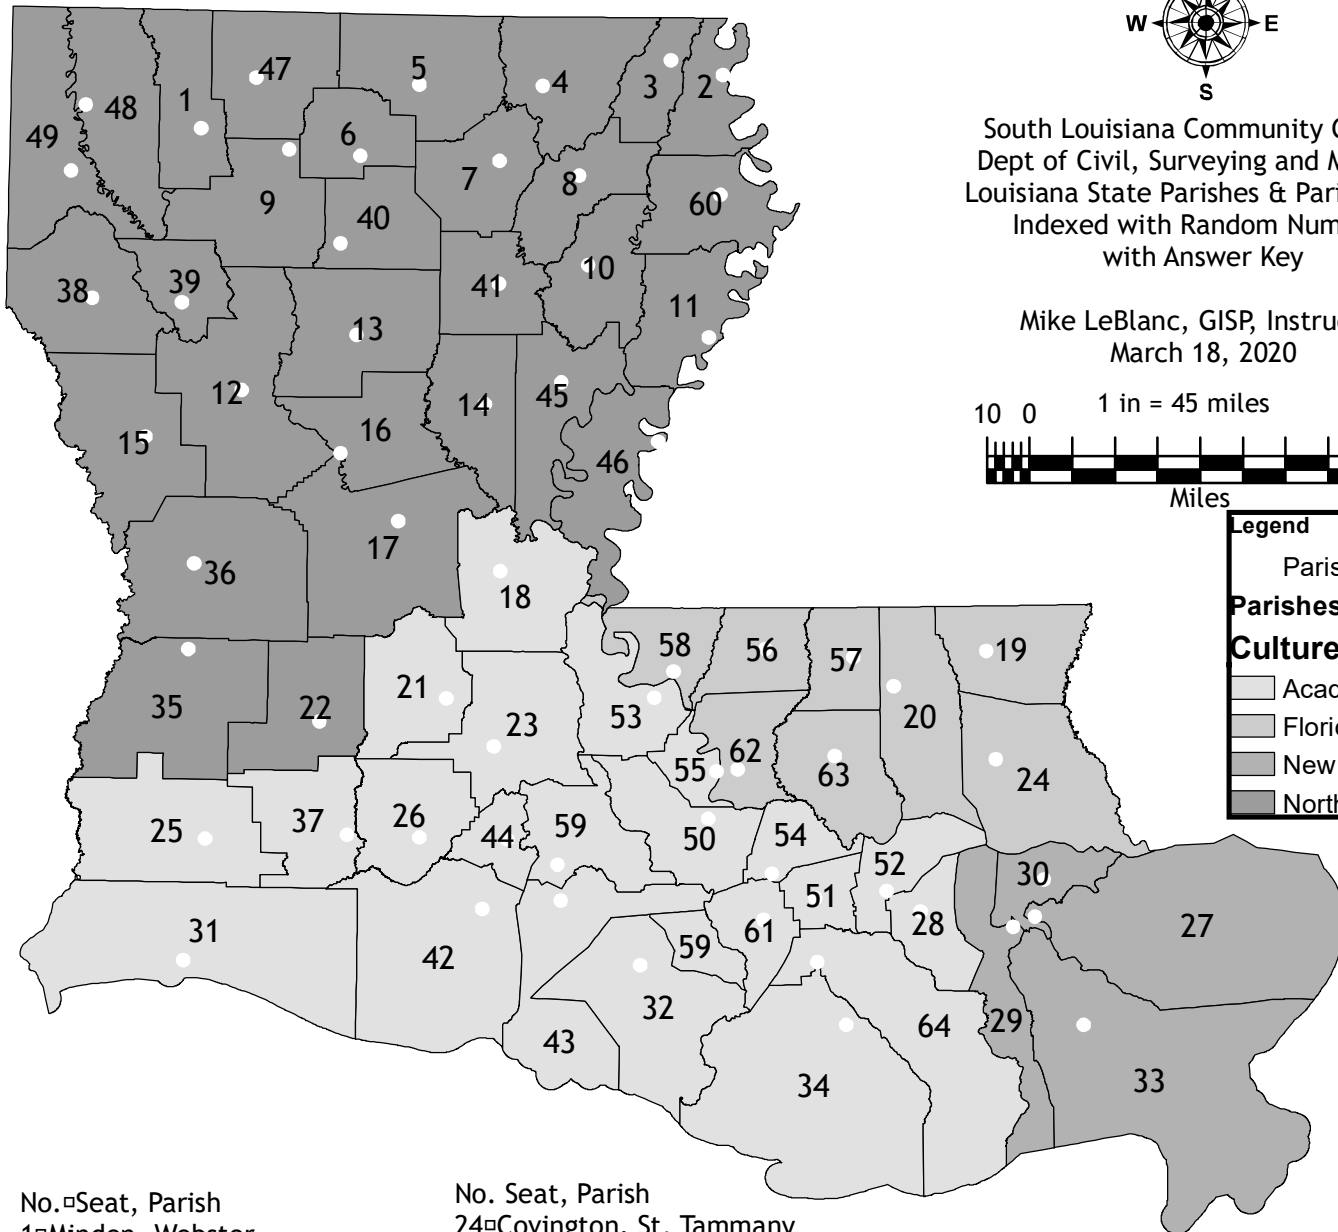 W E
S
South Louisiana Community C
Dept of Civil, Surveying and M
Louisiana State Parishes & Pari
Indexed with Random Num
with Answer Key
Mike LeBlanc, GISP, Instru
March 18, 2020
1 in = 45 miles
10 0
Miles
Legend
Paris
Parishes
Culture
Acad
Flori
New
North
47 5 4 3 2
49 48 1 6
7 8 60
9 40
38 39 41 10 11
13
12 14 45
15 16 46
17
36 18
58 56 57 19
35 22 21 23 53 20
55 62 63 24
25 37 26 44 59 50 54
52 30
31 42 61 51 28 27
59
32 29
43 64
34 33
No.▫Seat, Parish
1▫Minden, Webster
No. Seat, Parish
24▫Covington, St. Tammany